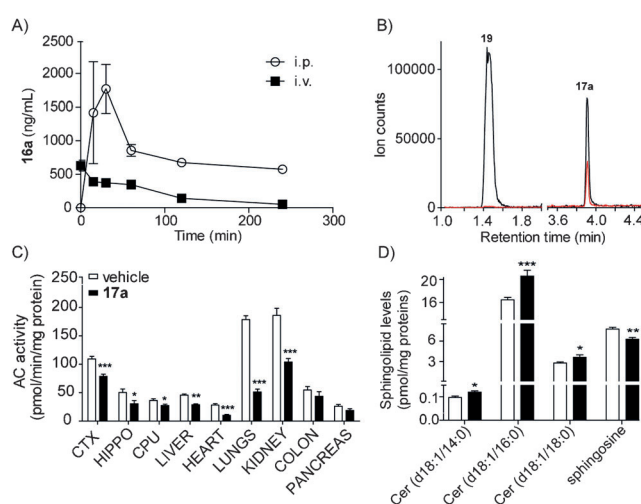 A)
16a (ng/mL)
2500
2000
1500
1000
500
0
i.p.
i.v.
0
100
200
300
Time (min)
B)
Ion counts
100000
50000
0
19
17a
1.0
1.4
1.8
3.6
4.0
4.4
Retention time (min)
C)
vehicle
17a
AC activity
(pmol/min/mg protein)
250
200
150
100
50
0
***
*
*
**
***
***
***
CTX
HIPPO
CPU
LIVER
HEART
LUNGS
KIDNEY
COLON
PANCREAS
D)
Sphingolipid levels
(pmol/mg proteins)
20
16
6
3
0.1
0.0
*
***
*
**
Cer (d18:1/14:0)
Cer (d18:1/16:0)
Cer (d18:1/18:0)
sphingosine